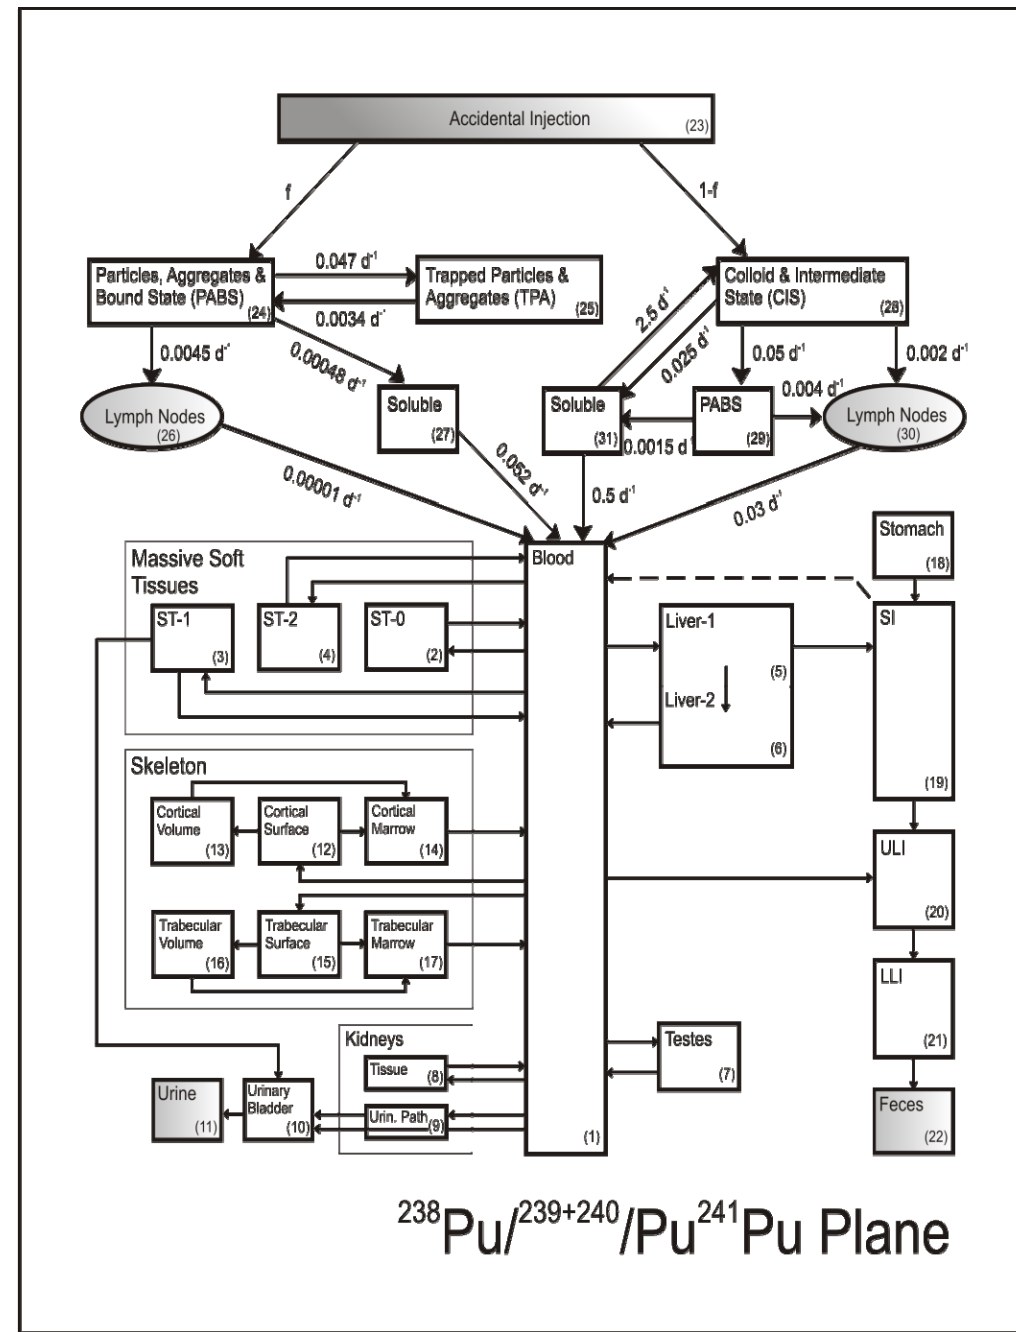 Accidental Injection
(23)
f
1-f
Particles, Aggregates &
Bound State (PABS)
(24)
0.047 d⁻¹
0.0034 d⁻
Trapped Particles &
Aggregates (TPA)
(25)
Colloid & Intermediate
State (CIS)
(28)
0.0045 d⁻
0.00048 d⁻¹
2.5 d⁻¹
0.025 d⁻¹
0.05 d⁻¹
0.002 d⁻¹
Lymph Nodes
(26)
Soluble
(27)
Soluble
(31)
0.0015 d
PABS
(29)
0.004 d⁻¹
Lymph Nodes
(30)
0.00001 d⁻¹
0.052 d⁻¹
0.5 d⁻¹
0.03 d⁻¹
Blood
(1)
Stomach
(18)
Massive Soft
Tissues
ST-1
(3)
ST-2
(4)
ST-0
(2)
Liver-1
(5)
Liver-2
(6)
SI
(19)
Skeleton
Cortical
Volume
(13)
Cortical
Surface
(12)
Cortical
Marrow
(14)
Trabecular
Volume
(16)
Trabecular
Surface
(15)
Trabecular
Marrow
(17)
ULI
(20)
LLI
(21)
Kidneys
Tissue
(8)
Urin. Path
(9)
Testes
(7)
Urine
(11)
Urinary
Bladder
(10)
Feces
(22)
²³⁸Pu/²³⁹⁺²⁴⁰/Pu²⁴¹Pu Plane